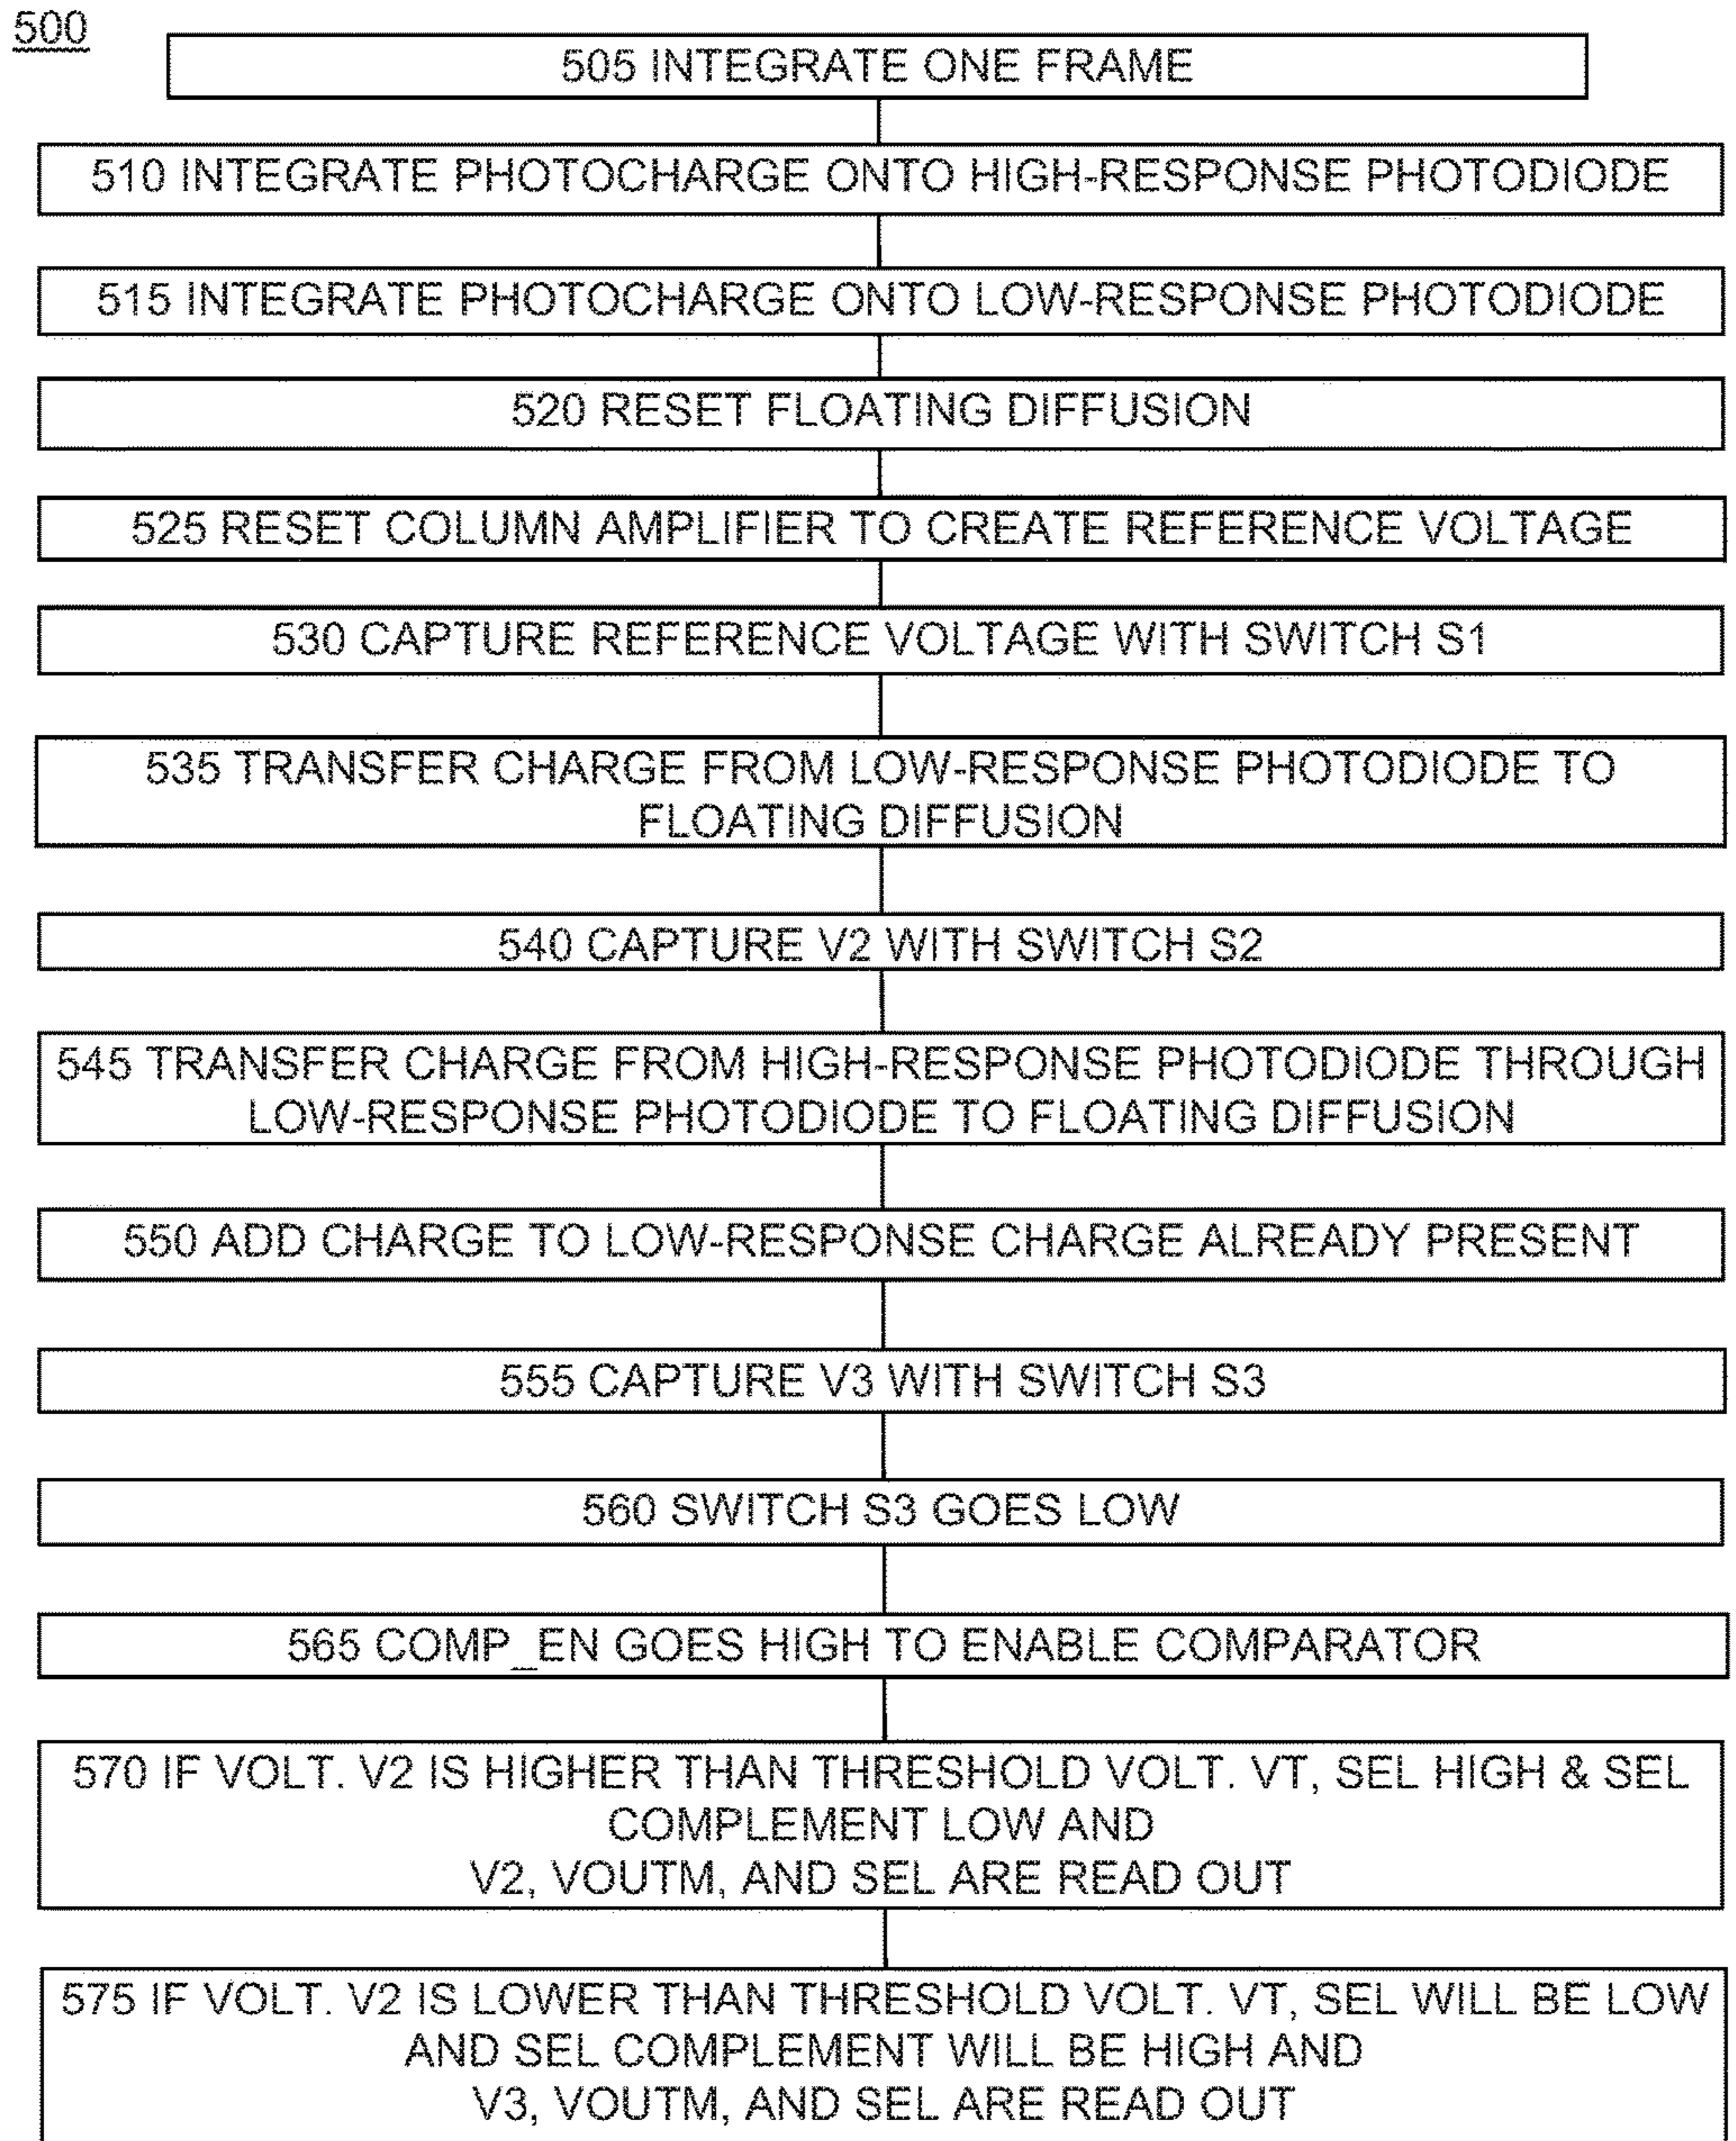 500
505 INTEGRATE ONE FRAME
510 INTEGRATE PHOTOCHARGE ONTO HIGH-RESPONSE PHOTODIODE
515 INTEGRATE PHOTOCHARGE ONTO LOW-RESPONSE PHOTODIODE
520 RESET FLOATING DIFFUSION
525 RESET COLUMN AMPLIFIER TO CREATE REFERENCE VOLTAGE
530 CAPTURE REFERENCE VOLTAGE WITH SWITCH S1
535 TRANSFER CHARGE FROM LOW-RESPONSE PHOTODIODE TO
FLOATING DIFFUSION
540 CAPTURE V2 WITH SWITCH S2
545 TRANSFER CHARGE FROM HIGH-RESPONSE PHOTODIODE THROUGH
LOW-RESPONSE PHOTODIODE TO FLOATING DIFFUSION
550 ADD CHARGE TO LOW-RESPONSE CHARGE ALREADY PRESENT
555 CAPTURE V3 WITH SWITCH S3
560 SWITCH S3 GOES LOW
565 COMP_EN GOES HIGH TO ENABLE COMPARATOR
570 IF VOLT. V2 IS HIGHER THAN THRESHOLD VOLT. VT, SEL HIGH & SEL
COMPLEMENT LOW AND
V2, VOUTM, AND SEL ARE READ OUT
575 IF VOLT. V2 IS LOWER THAN THRESHOLD VOLT. VT, SEL WILL BE LOW
AND SEL COMPLEMENT WILL BE HIGH AND
V3, VOUTM, AND SEL ARE READ OUT